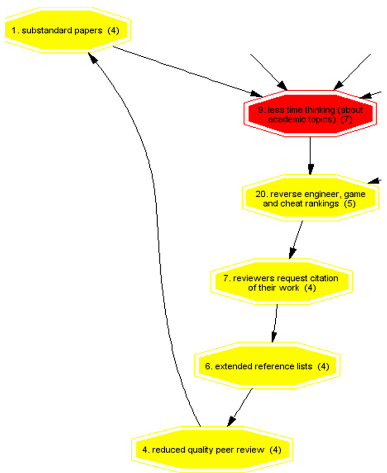 1. substandard papers (4)
9. less time thinking (about
academic topics) (7)
20. reverse engineer, game
and cheat rankings (5)
7. reviewers request citation
of their work (4)
6. extended reference lists (4)
4. reduced quality peer review (4)